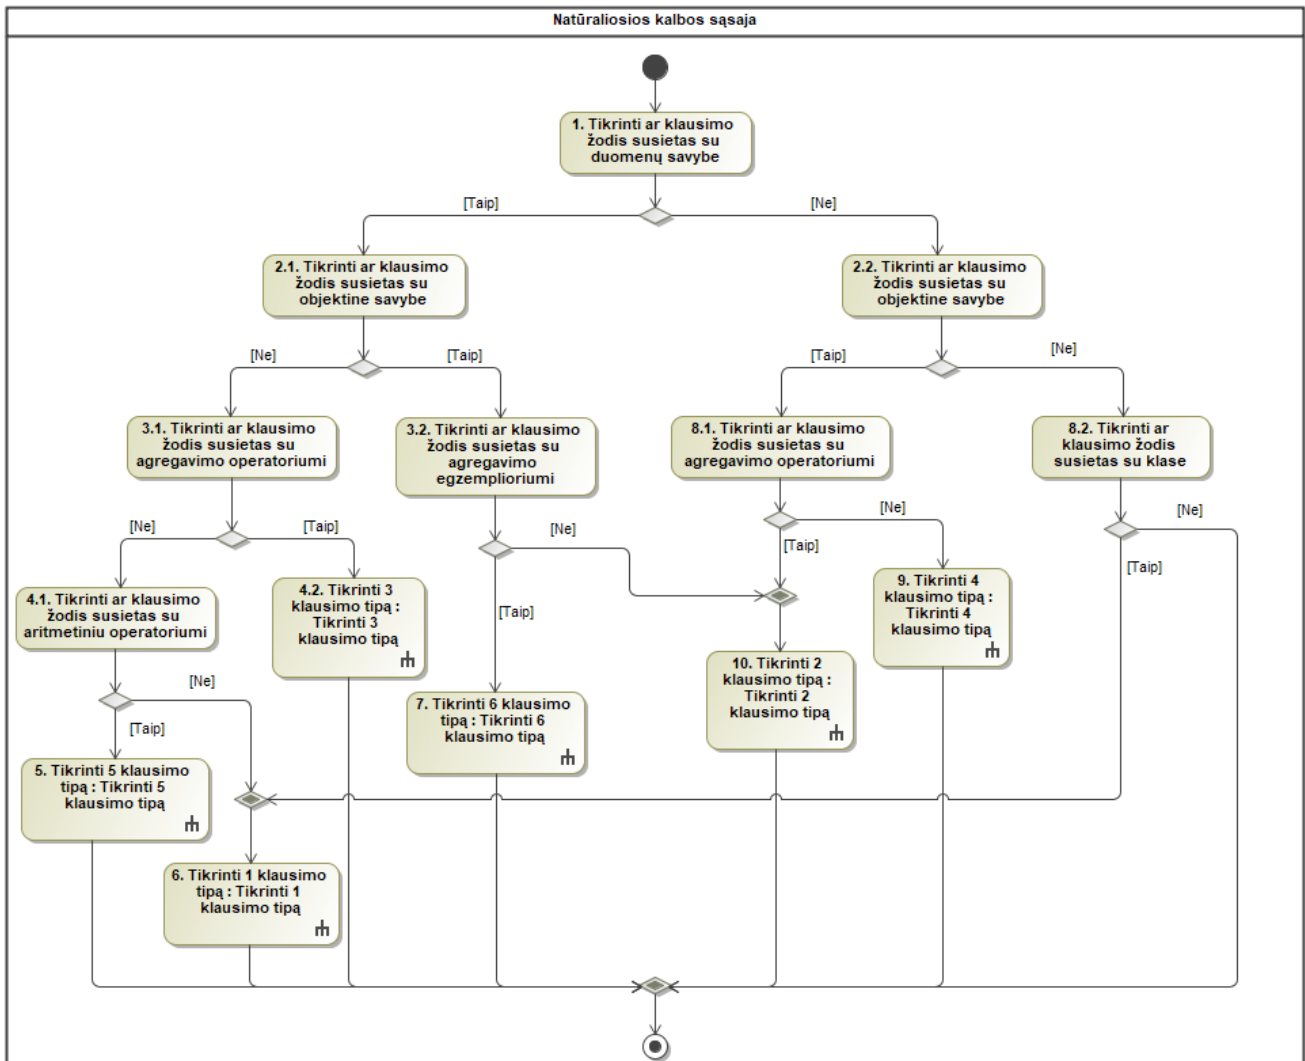 Natūraliosios kalbos sąsaja
1. Tikrinti ar klausimo
žodis susietas su
duomenų savybe
[Taip]
[Ne]
2.1. Tikrinti ar klausimo
žodis susietas su
objektine savybe
2.2. Tikrinti ar klausimo
žodis susietas su
objektine savybe
[Ne]
[Taip]
[Taip]
[Ne]
3.1. Tikrinti ar klausimo
žodis susietas su
agregavimo operatoriumi
3.2. Tikrinti ar klausimo
žodis susietas su
agregavimo
egzemplioriumi
8.1. Tikrinti ar klausimo
žodis susietas su
agregavimo operatoriumi
8.2. Tikrinti ar
klausimo žodis
susietas su klase
[Ne]
[Taip]
[Ne]
[Taip]
[Ne]
[Taip]
[Ne]
[Taip]
4.1. Tikrinti ar klausimo
žodis susietas su
aritmetiniu operatoriumi
4.2. Tikrinti 3
klausimo tipą :
Tikrinti 3
klausimo tipą
9. Tikrinti 4
klausimo tipą :
Tikrinti 4
klausimo tipą
[Ne]
[Taip]
7. Tikrinti 6 klausimo
tipą : Tikrinti 6
klausimo tipą
10. Tikrinti 2
klausimo tipą :
Tikrinti 2
klausimo tipą
5. Tikrinti 5 klausimo
tipą : Tikrinti 5
klausimo tipą
6. Tikrinti 1 klausimo
tipą : Tikrinti 1
klausimo tipą